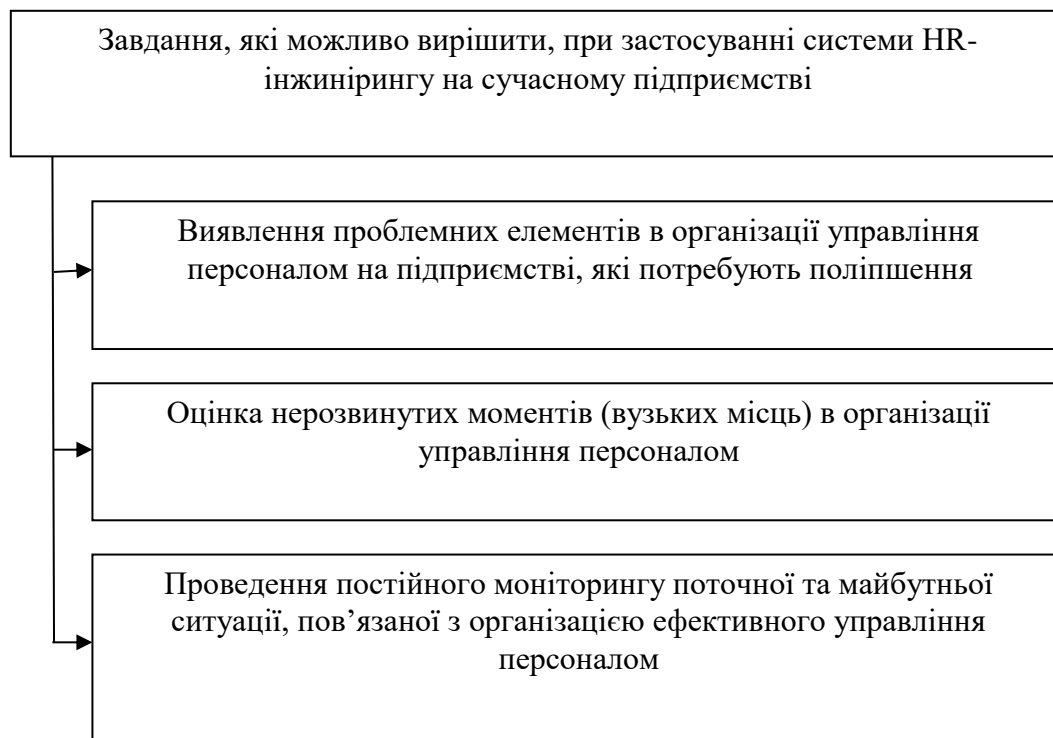 Завдання, які можливо вирішити, при застосуванні системи HR-
інжинірингу на сучасному підприємстві
Виявлення проблемних елементів в організації управління
персоналом на підприємстві, які потребують поліпшення
Оцінка нерозвинутих моментів (вузьких місць) в організації
управління персоналом
Проведення постійного моніторингу поточної та майбутньої
ситуації, пов’язаної з організацією ефективного управління
персоналом